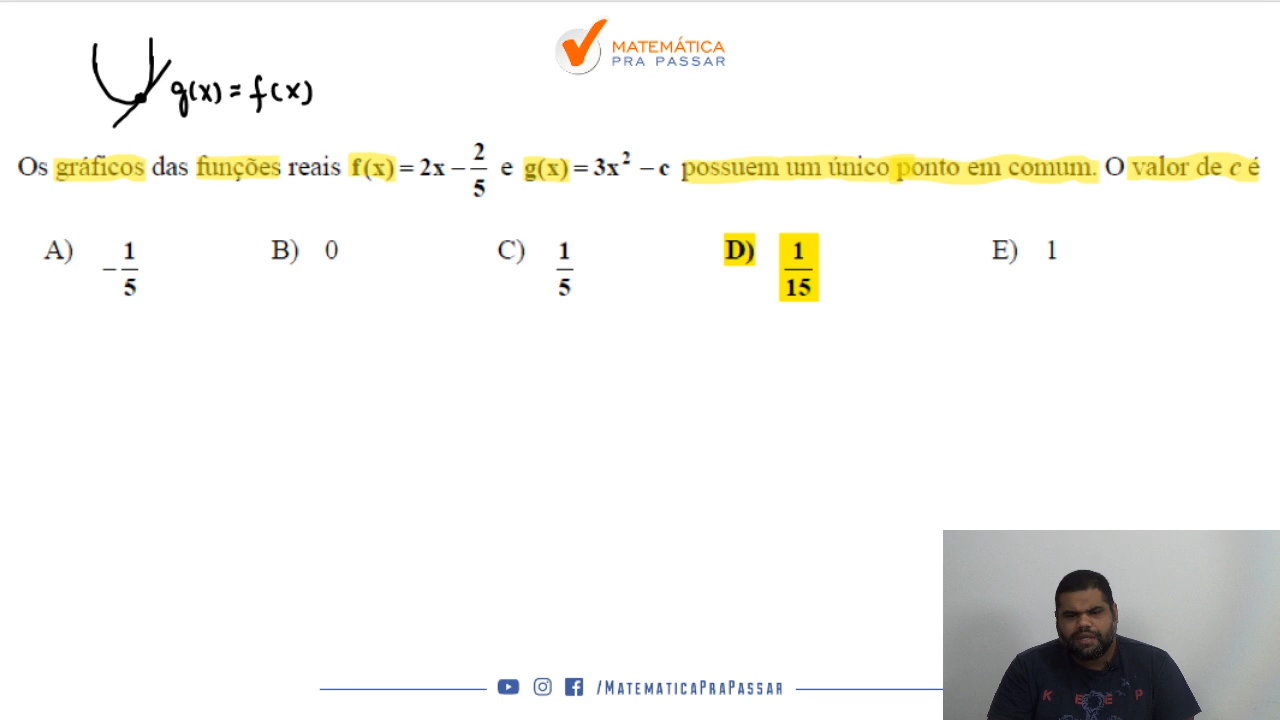 MATEMÁTICA
PRA PASSAR
g(x) = f(x)
Os gráficos das funções reais f(x) = 2x − 2/5 e g(x) = 3x² − c possuem um único ponto em comum. O valor de c é
A) −1/5 B) 0 C) 1/5 D) 1/15 E) 1
/MATEMATICAPRAPASSAR
K E E P